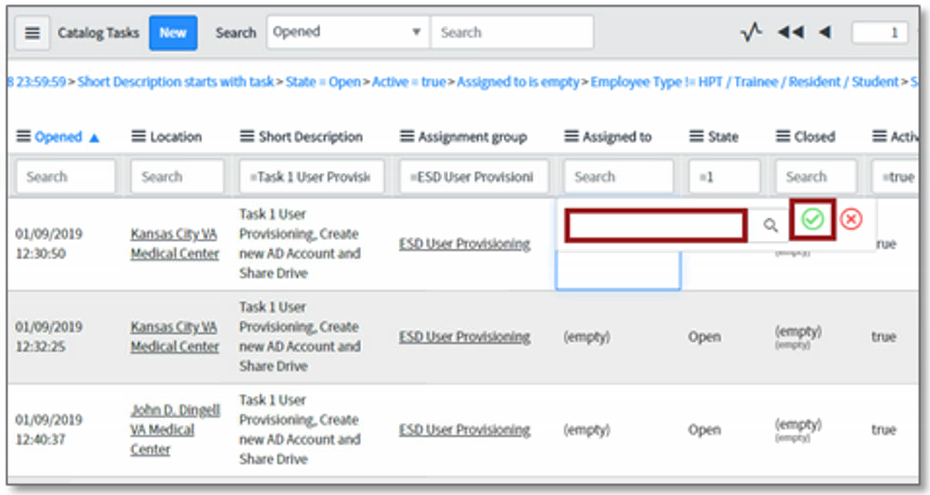 Catalog Tasks New Search Opened Search 1
8 23:59:59 > Short Description starts with task > State = Open > Active = true > Assigned to is empty > Employee Type != HPT / Trainee / Resident / Student > S
Opened Location Short Description Assignment group Assigned to State Closed Activ
Search Search =Task 1 User Provisi =ESD User Provisioni Search =1 Search =true
01/09/2019
12:30:50
Kansas City VA
Medical Center
Task 1 User
Provisioning, Create
new AD Account and
Share Drive
ESD User Provisioning
(empty)
rue
01/09/2019
12:32:25
Kansas City VA
Medical Center
Task 1 User
Provisioning, Create
new AD Account and
Share Drive
ESD User Provisioning
(empty)
Open
(empty)
(empty)
true
01/09/2019
12:40:37
John D. Dingell
VA Medical
Center
Task 1 User
Provisioning, Create
new AD Account and
Share Drive
ESD User Provisioning
(empty)
Open
(empty)
(empty)
true